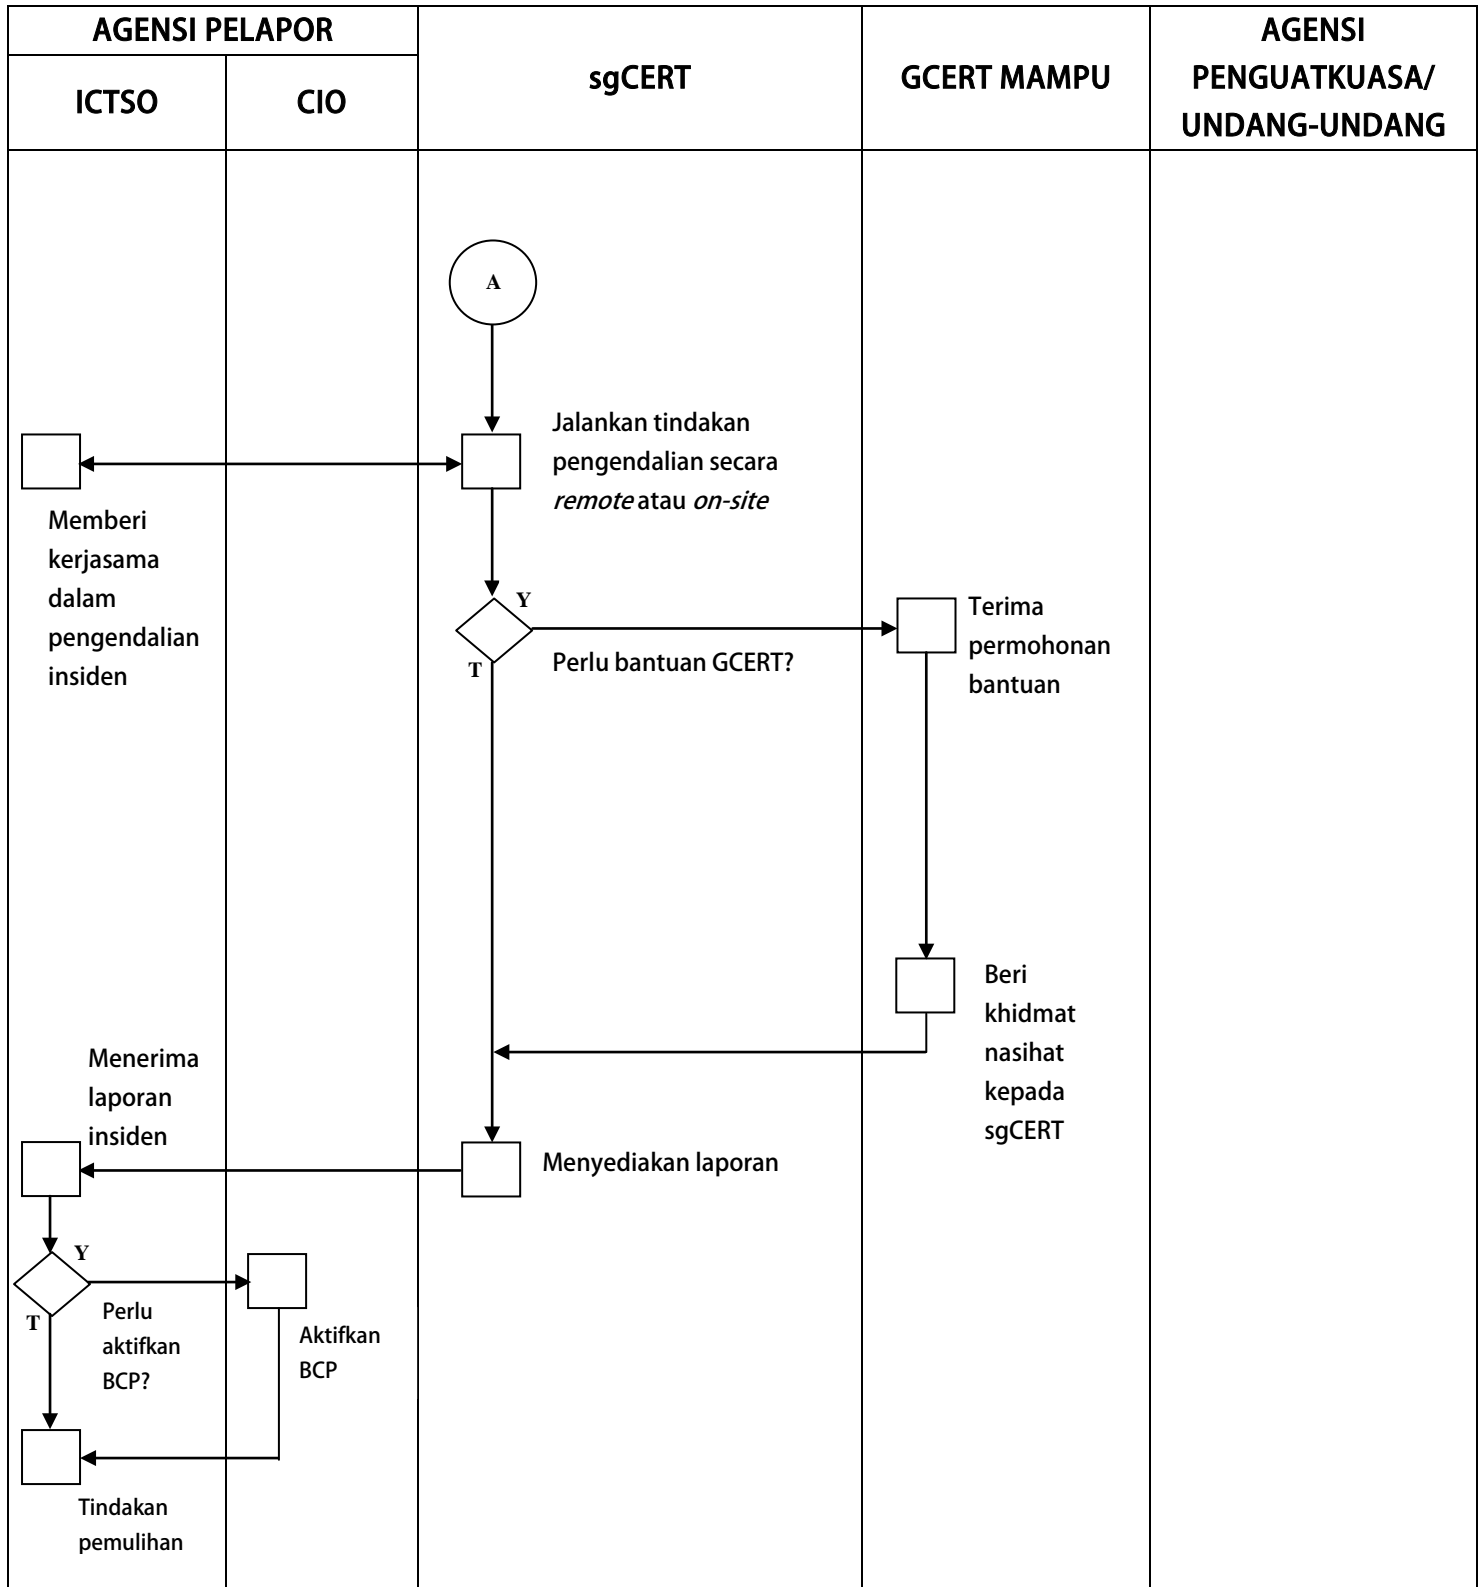 AGENSI PELAPOR
ICTSO
CIO
sgCERT
GCERT MAMPU
AGENSI
PENGUATKUASA/
UNDANG-UNDANG
A
Jalankan tindakan
pengendalian secara
remote atau on-site
Memberi
kerjasama
dalam
pengendalian
insiden
Y
T
Perlu bantuan GCERT?
Terima
permohonan
bantuan
Beri
khidmat
nasihat
kepada
sgCERT
Menerima
laporan
insiden
Menyediakan laporan
Y
T
Perlu
aktifkan
BCP?
Aktifkan
BCP
Tindakan
pemulihan